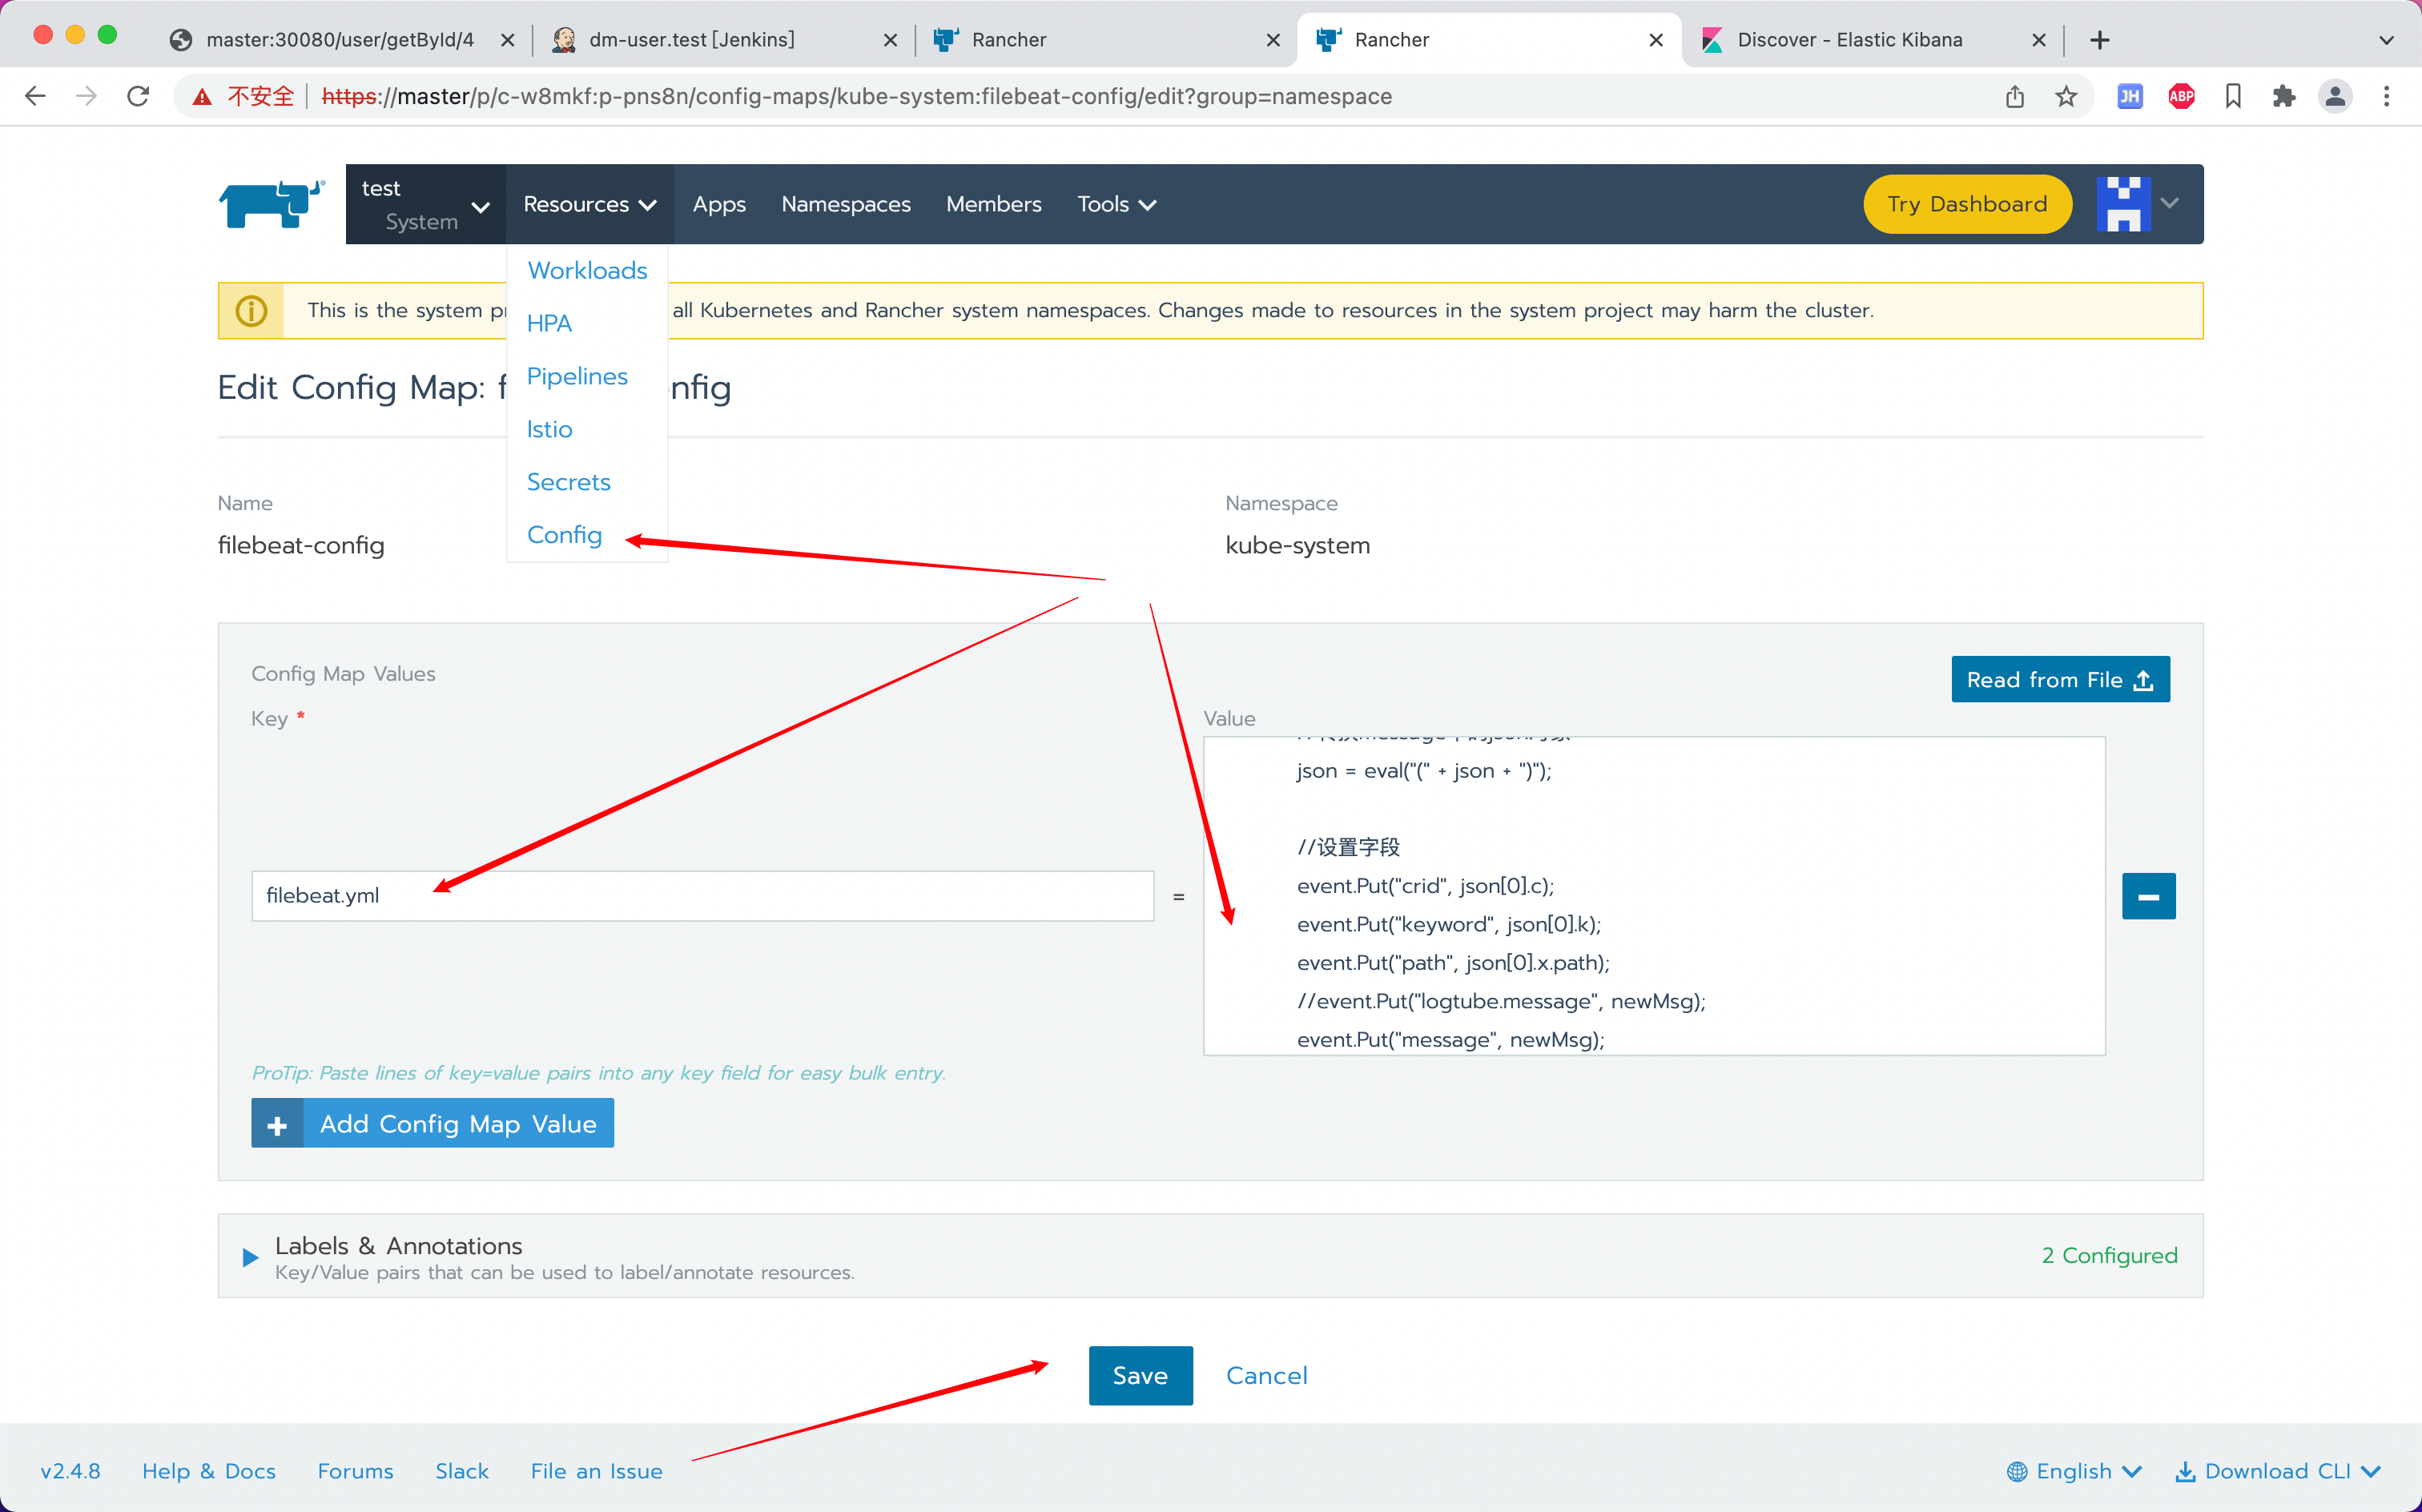 master:30080/user/getById/4
dm-user.test [Jenkins]
Rancher
Rancher
Discover - Elastic Kibana
不安全
https://master/p/c-w8mkf:p-pns8n/config-maps/kube-system:filebeat-config/edit?group=namespace
JH
ABP
test
System
Resources
Apps
Namespaces
Members
Tools
Try Dashboard
Workloads
HPA
Pipelines
Istio
Secrets
Config
This is the system pr
all Kubernetes and Rancher system namespaces. Changes made to resources in the system project may harm the cluster.
Edit Config Map: f
nfig
Name
Namespace
filebeat-config
kube-system
Config Map Values
Read from File
Key *
Value
json = eval("(" + json + ")");
//设置字段
event.Put("crid", json[0].c);
filebeat.yml
=
event.Put("keyword", json[0].k);
event.Put("path", json[0].x.path);
//event.Put("logtube.message", newMsg);
event.Put("message", newMsg);
ProTip: Paste lines of key=value pairs into any key field for easy bulk entry.
Add Config Map Value
Labels & Annotations
Key/Value pairs that can be used to label/annotate resources.
2 Configured
Save
Cancel
v2.4.8
Help & Docs
Forums
Slack
File an Issue
English
Download CLI